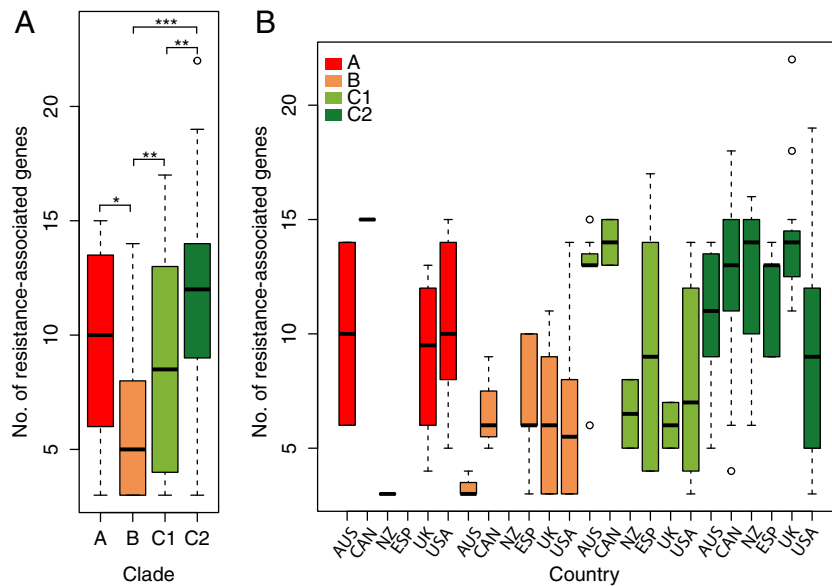 A
B
No. of resistance-associated genes
20
15
10
5
***
**
**
*
A B C1 C2
Clade
No. of resistance-associated genes
20
15
10
5
A
B
C1
C2
AUS CAN NZ ESP UK USA AUS CAN NZ ESP UK USA AUS CAN NZ ESP UK USA AUS CAN NZ ESP UK USA
Country